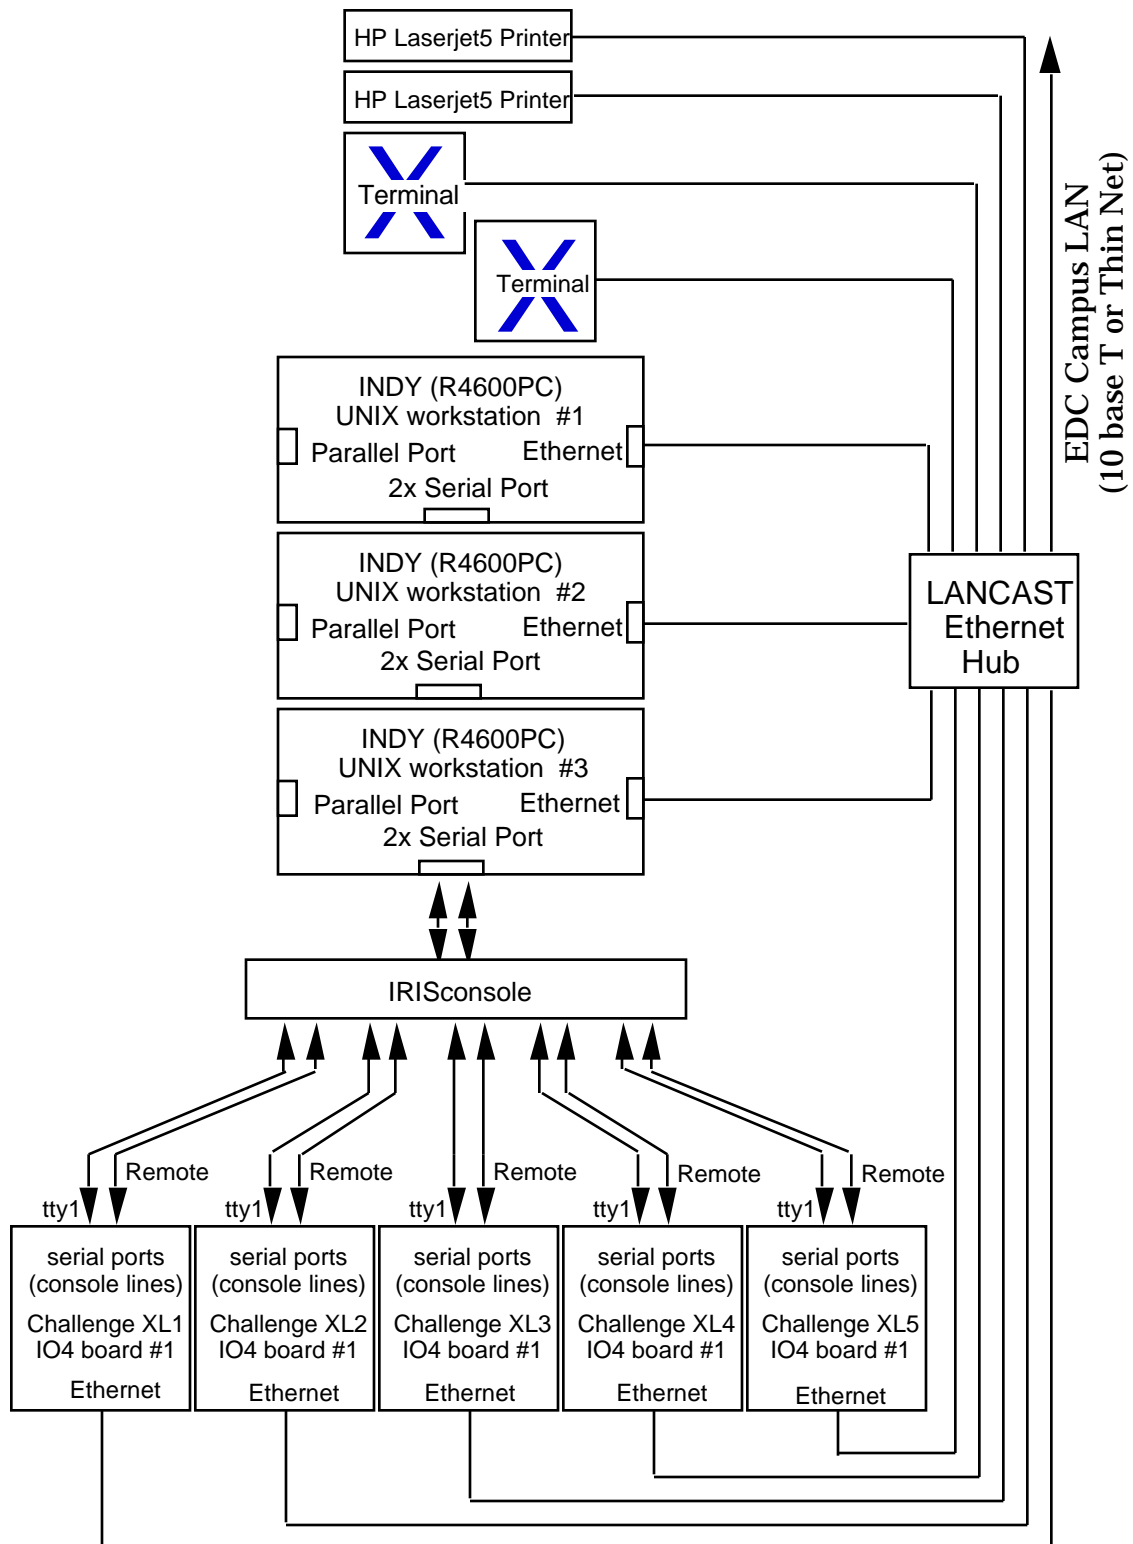 HP Laserjet5 Printer
HP Laserjet5 Printer
X
Terminal
X
Terminal
EDC Campus LAN
(10 base T or Thin Net)
INDY (R4600PC)
UNIX workstation #1
Parallel Port Ethernet
2x Serial Port
INDY (R4600PC)
UNIX workstation #2
Parallel Port Ethernet
2x Serial Port
LANCAST
Ethernet
Hub
INDY (R4600PC)
UNIX workstation #3
Parallel Port Ethernet
2x Serial Port
IRISconsole
Remote Remote Remote Remote Remote
tty1 tty1 tty1 tty1 tty1
serial ports
(console lines)
Challenge XL1
IO4 board #1
Ethernet
serial ports
(console lines)
Challenge XL2
IO4 board #1
Ethernet
serial ports
(console lines)
Challenge XL3
IO4 board #1
Ethernet
serial ports
(console lines)
Challenge XL4
IO4 board #1
Ethernet
serial ports
(console lines)
Challenge XL5
IO4 board #1
Ethernet